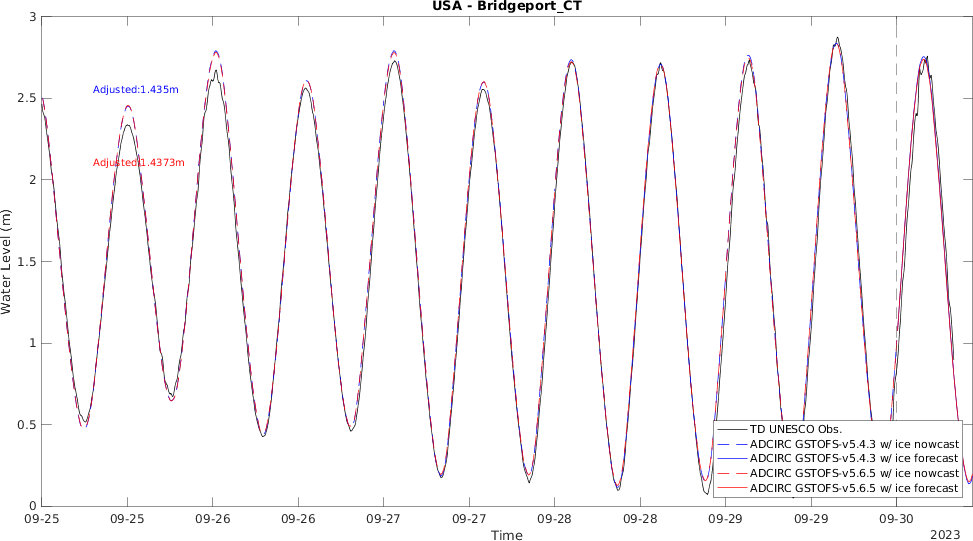 USA - Bridgeport_CT
3
2.5
2
1.5
1
0.5
0
Water Level (m)
Adjusted:1.435m
Adjusted:1.4373m
TD UNESCO Obs.
ADCIRC GSTOFS-v5.4.3 w/ ice nowcast
ADCIRC GSTOFS-v5.4.3 w/ ice forecast
ADCIRC GSTOFS-v5.6.5 w/ ice nowcast
ADCIRC GSTOFS-v5.6.5 w/ ice forecast
09-25 09-25 09-26 09-26 09-27 09-27 09-28 09-28 09-29 09-29 09-30
Time
2023